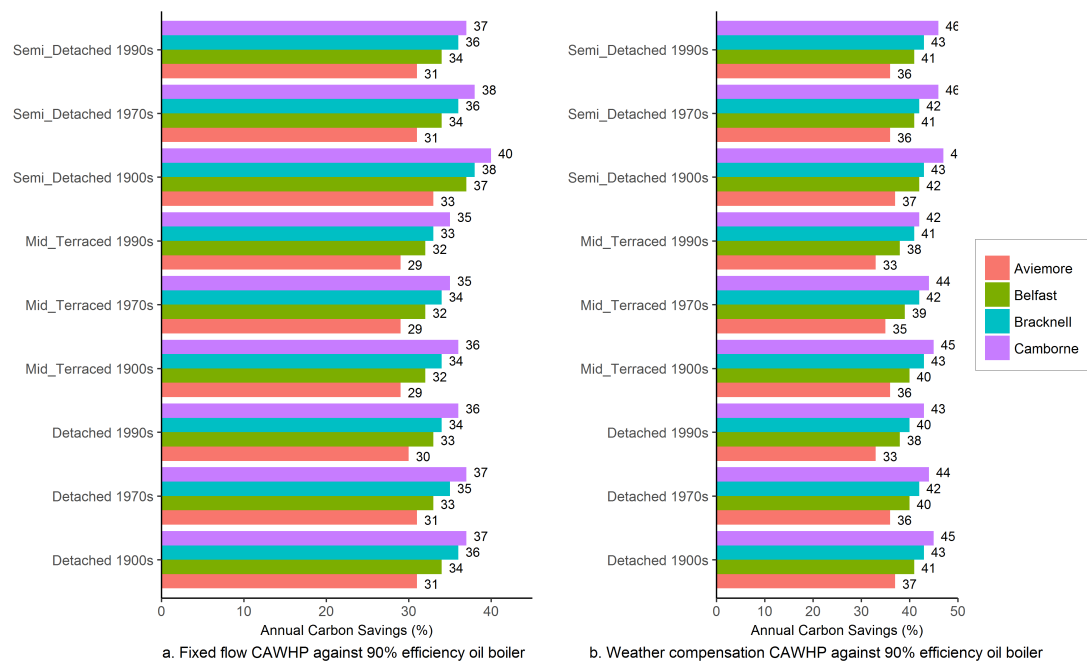 Semi_Detached 1990s
37
36
34
31
Semi_Detached 1970s
38
36
34
31
Semi_Detached 1900s
40
38
37
33
Mid_Terraced 1990s
35
33
32
29
Mid_Terraced 1970s
35
34
32
29
Mid_Terraced 1900s
36
34
32
29
Detached 1990s
36
34
33
30
Detached 1970s
37
35
33
31
Detached 1900s
37
36
34
31
0 10 20 30 40
Annual Carbon Savings (%)
a. Fixed flow CAWHP against 90% efficiency oil boiler
Semi_Detached 1990s
46
43
41
36
Semi_Detached 1970s
46
42
41
36
Semi_Detached 1900s
4
43
42
37
Mid_Terraced 1990s
42
41
38
33
Mid_Terraced 1970s
44
42
39
35
Mid_Terraced 1900s
45
43
40
36
Detached 1990s
43
40
38
33
Detached 1970s
44
42
40
36
Detached 1900s
45
43
41
37
0 10 20 30 40 50
Annual Carbon Savings (%)
b. Weather compensation CAWHP against 90% efficiency oil boiler
Aviemore
Belfast
Bracknell
Camborne